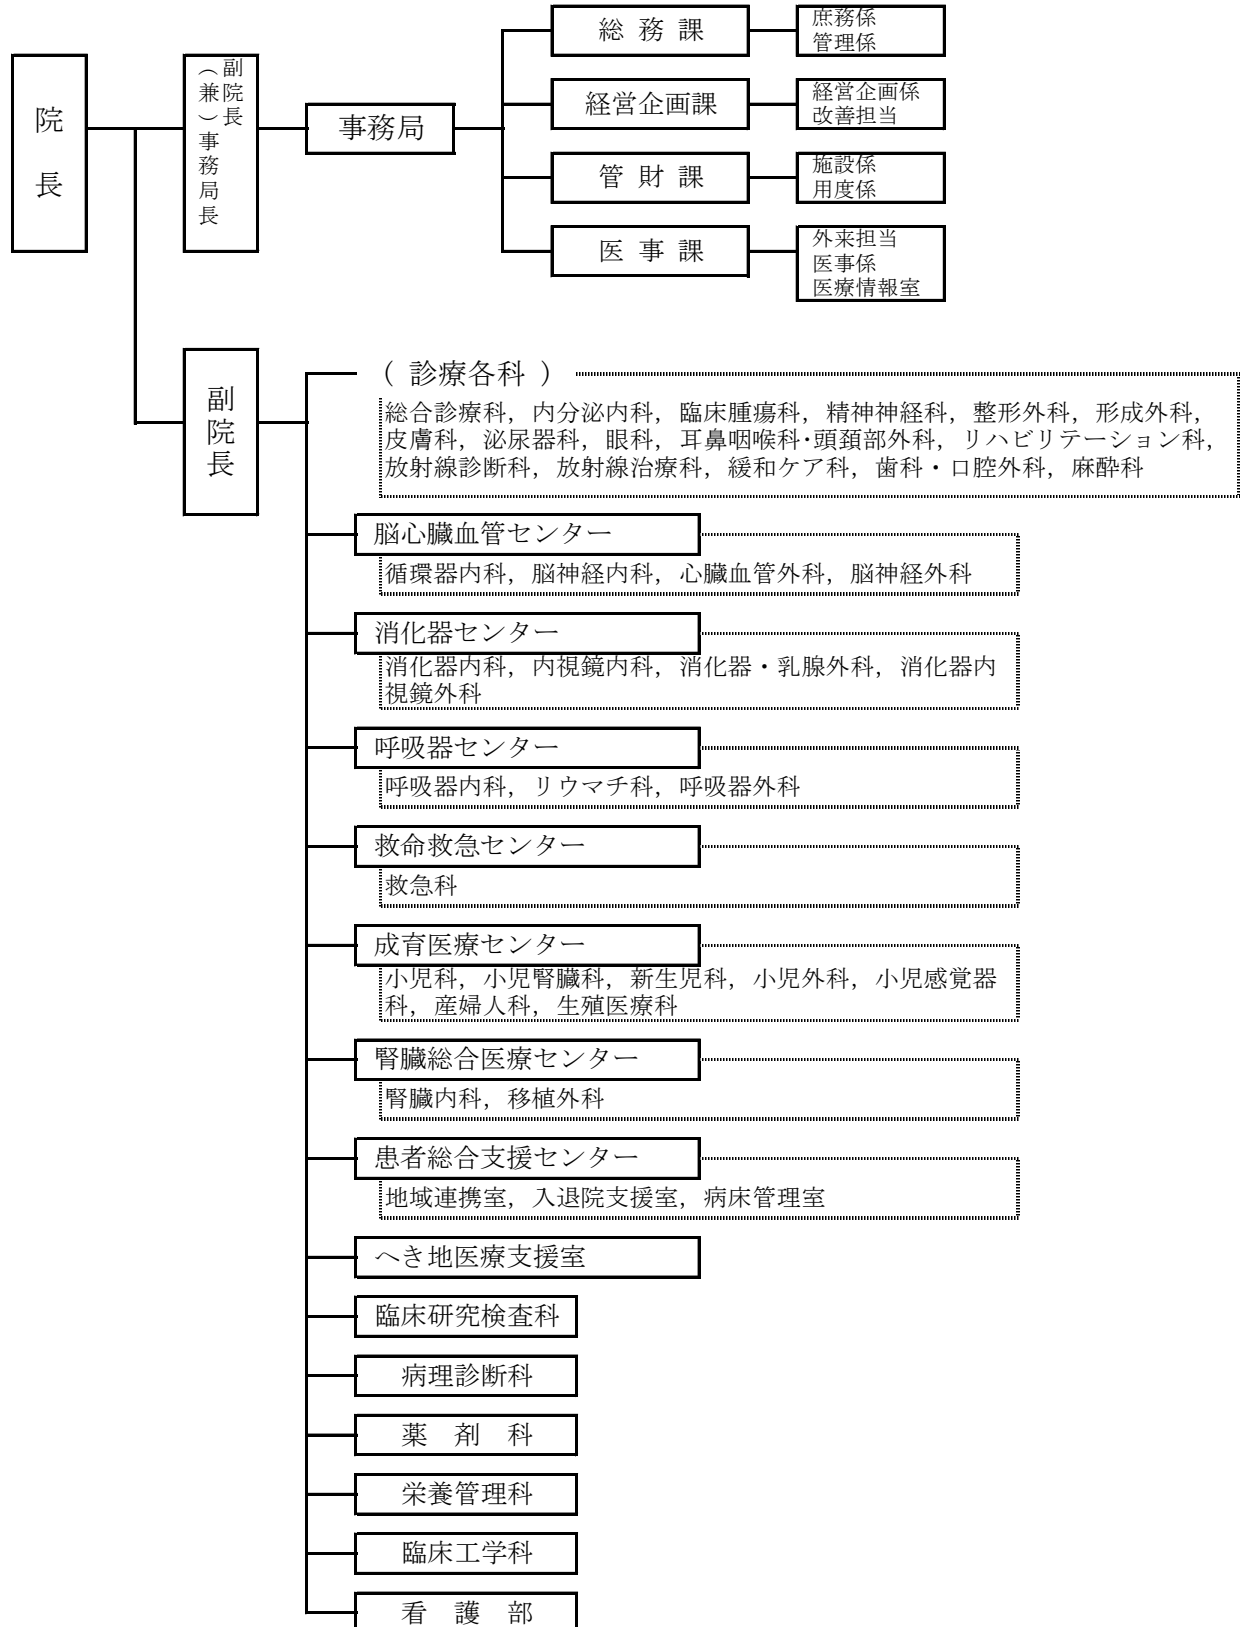 院長
副院長
（兼）事務局長
事務局
総務課
庶務係
管理係
経営企画課
経営企画係
改善担当
管財課
施設係
用度係
医事課
外来担当
医事係
医療情報室
副院長
（診療各科）
総合診療科，内分泌内科，臨床腫瘍科，精神神経科，整形外科，形成外科，
皮膚科，泌尿器科，眼科，耳鼻咽喉科・頭頚部外科，リハビリテーション科，
放射線診断科，放射線治療科，緩和ケア科，歯科・口腔外科，麻酔科
脳心臓血管センター
循環器内科，脳神経内科，心臓血管外科，脳神経外科
消化器センター
消化器内科，内視鏡内科，消化器・乳腺外科，消化器内
視鏡外科
呼吸器センター
呼吸器内科，リウマチ科，呼吸器外科
救命救急センター
救急科
成育医療センター
小児科，小児腎臓科，新生児科，小児外科，小児感覚器
科，産婦人科，生殖医療科
腎臓総合医療センター
腎臓内科，移植外科
患者総合支援センター
地域連携室，入退院支援室，病床管理室
へき地医療支援室
臨床研究検査科
病理診断科
薬剤科
栄養管理科
臨床工学科
看護部